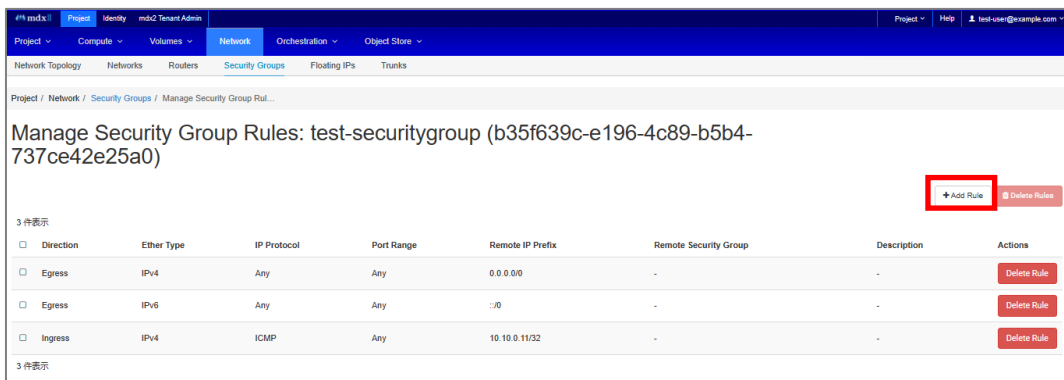 mdx II Project Identity mdx2 Tenant Admin Project Help test-user@example.com
Project Compute Volumes Network Orchestration Object Store
Network Topology Networks Routers Security Groups Floating IPs Trunks
Project / Network / Security Groups / Manage Security Group Rul...
Manage Security Group Rules: test-securitygroup (b35f639c-e196-4c89-b5b4-
737ce42e25a0)
+ Add Rule Delete Rules
3 件表示
Direction Ether Type IP Protocol Port Range Remote IP Prefix Remote Security Group Description Actions
Egress IPv4 Any Any 0.0.0.0/0 - - Delete Rule
Egress IPv6 Any Any ::/0 - - Delete Rule
Ingress IPv4 ICMP Any 10.10.0.11/32 - - Delete Rule
3 件表示